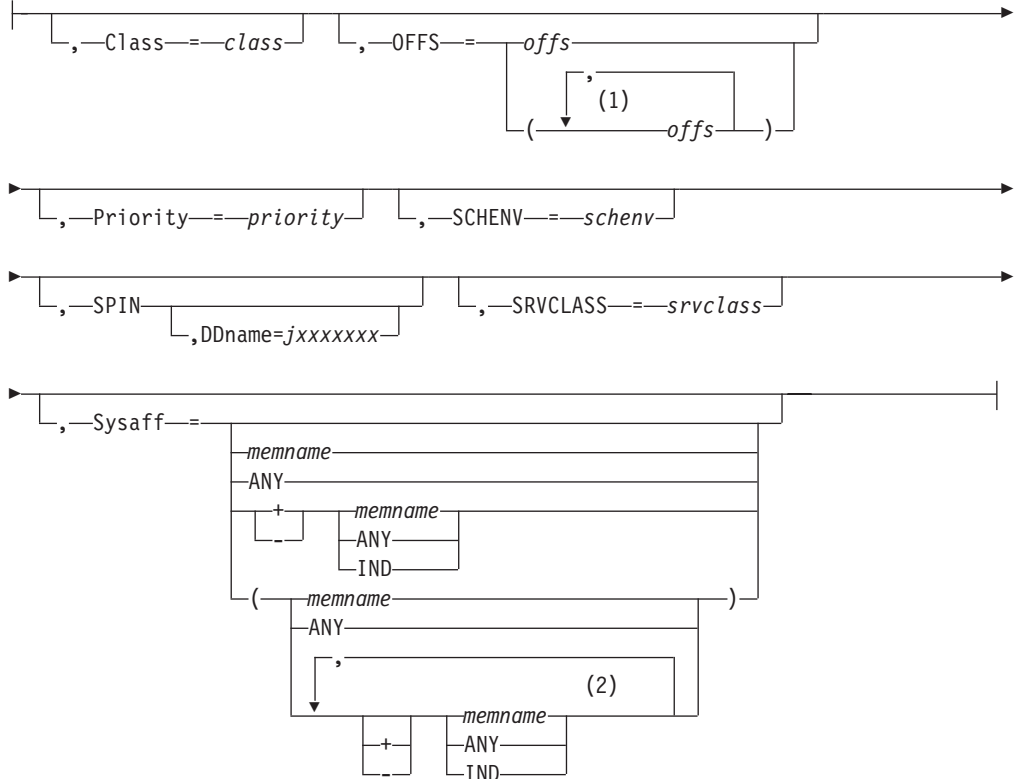 ,Class=class ,OFFS=offs
,
(1)
(offs)
,Priority=priority ,SCHENV=schenv
,SPIN ,SRVCLASS=srvclass
,DDname=jxxxxxxx
,Sysaff=
memname
ANY
+ memname
- ANY
IND
(memname)
ANY
,
(2)
memname
+ ANY
- IND